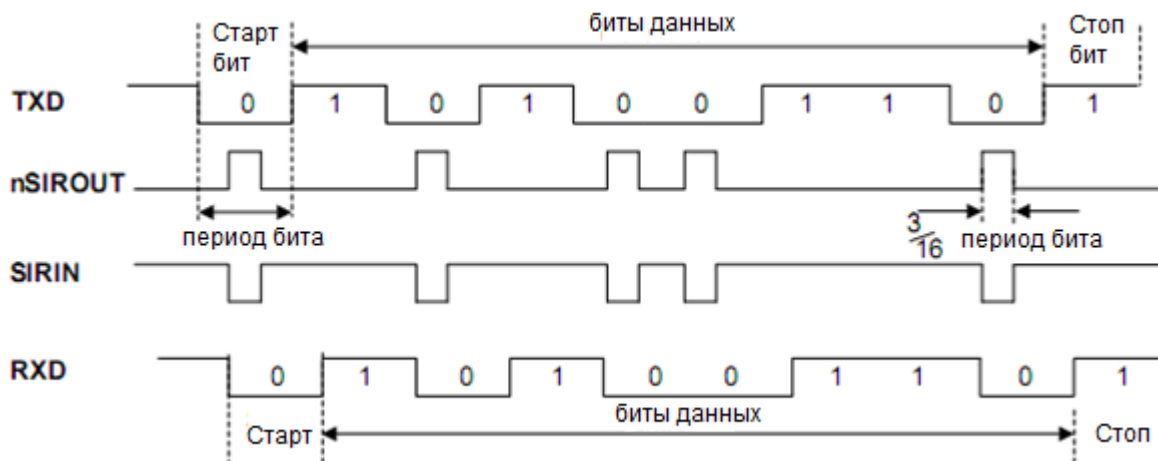 Старт бит
биты данных
Стоп бит
TXD 0 1 0 1 0 0 1 1 0 1
nSIROUT
период бита
3/16 период бита
SIRIN
RXD 0 1 0 1 0 0 1 1 0 1
Старт
биты данных
Стоп